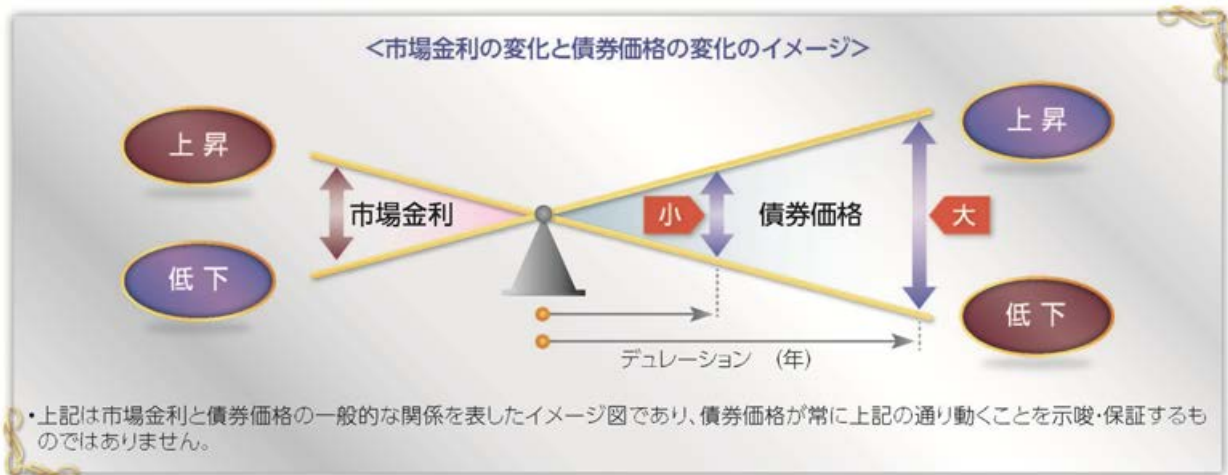 <市場金利の変化と債券価格の変化のイメージ>
上昇
低下
市場金利
小
債券価格
大
上昇
低下
デュレーション (年)
・上記は市場金利と債券価格の一般的な関係を表したイメージ図であり、債券価格が常に上記の通り動くことを示唆・保証するも
のではありません。